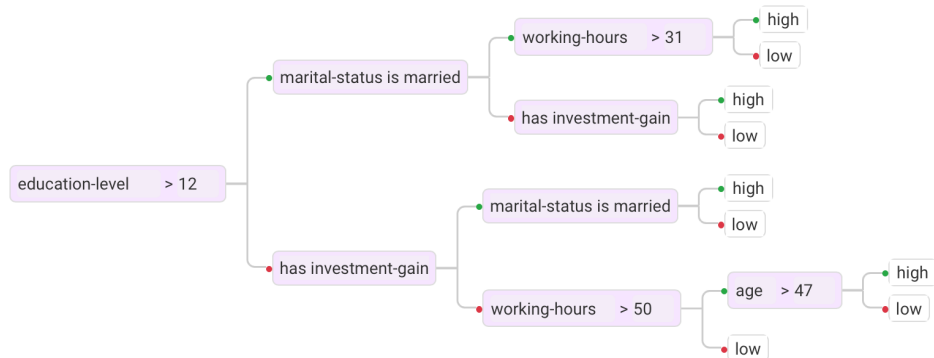 high
working-hours > 31
low
marital-status is married
high
has investment-gain
low
education-level > 12
high
marital-status is married
low
has investment-gain
high
age > 47
working-hours > 50
low
low